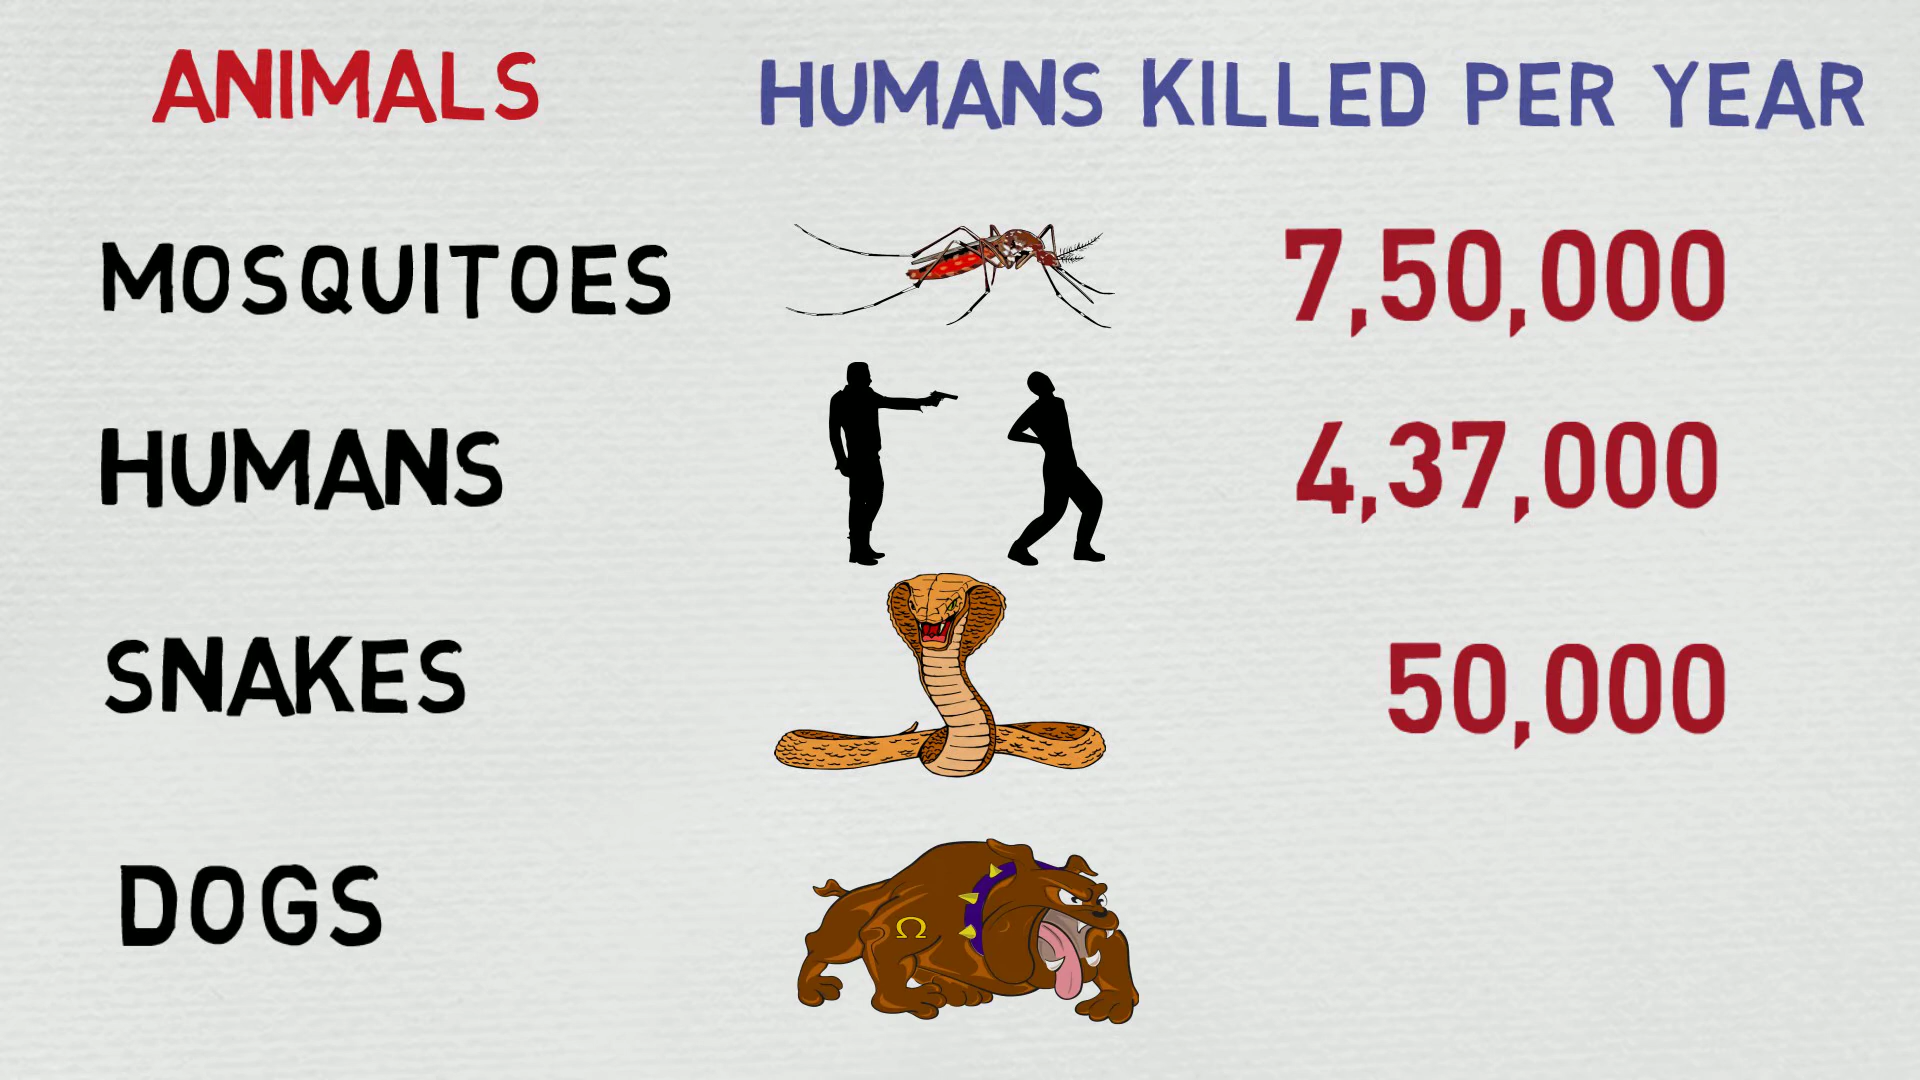 ANIMALS HUMANS KILLED PER YEAR
MOSQUITOES 7,50,000
HUMANS 4,37,000
SNAKES 50,000
DOGS
Ω